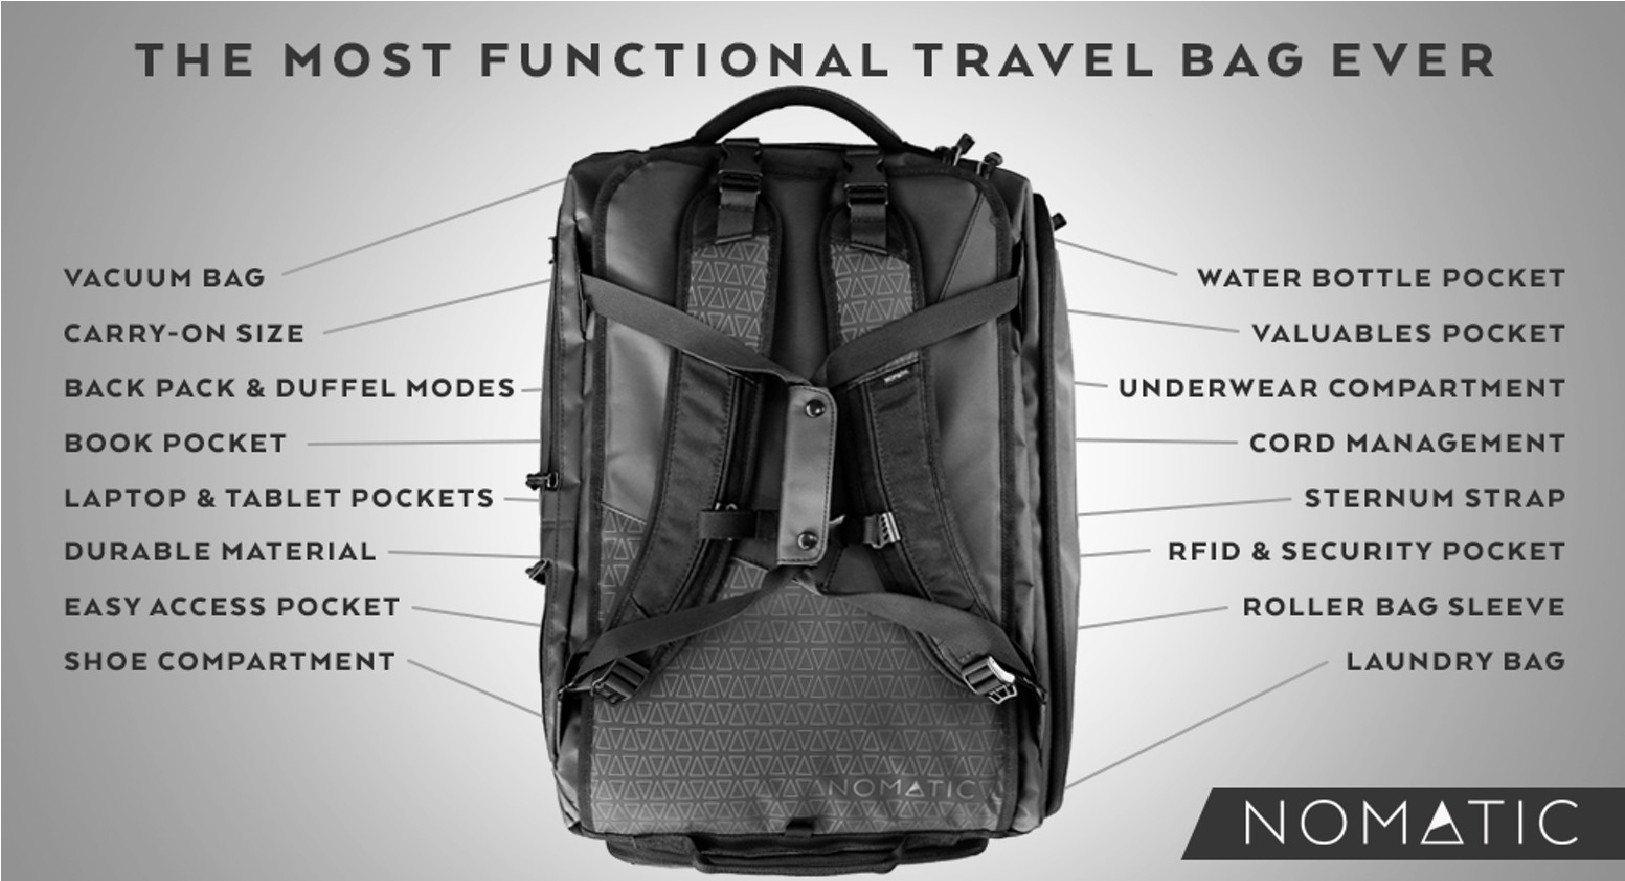 THE MOST FUNCTIONAL TRAVEL BAG EVER
VACUUM BAG
CARRY-ON SIZE
BACK PACK & DUFFEL MODES
BOOK POCKET
LAPTOP & TABLET POCKETS
DURABLE MATERIAL
EASY ACCESS POCKET
SHOE COMPARTMENT
WATER BOTTLE POCKET
VALUABLES POCKET
UNDERWEAR COMPARTMENT
CORD MANAGEMENT
STERNUM STRAP
RFID & SECURITY POCKET
ROLLER BAG SLEEVE
LAUNDRY BAG
NOMATIC
NOMATIC